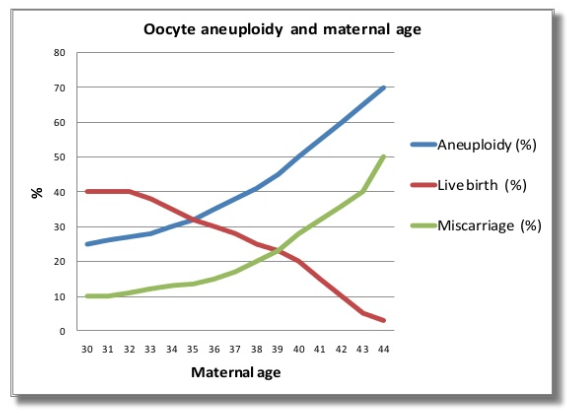 Oocyte aneuploidy and maternal age
80
70
60
50
40
30
20
10
0
%
30 31 32 33 34 35 36 37 38 39 40 41 42 43 44
Maternal age
Aneuploidy (%)
Live birth (%)
Miscarriage (%)